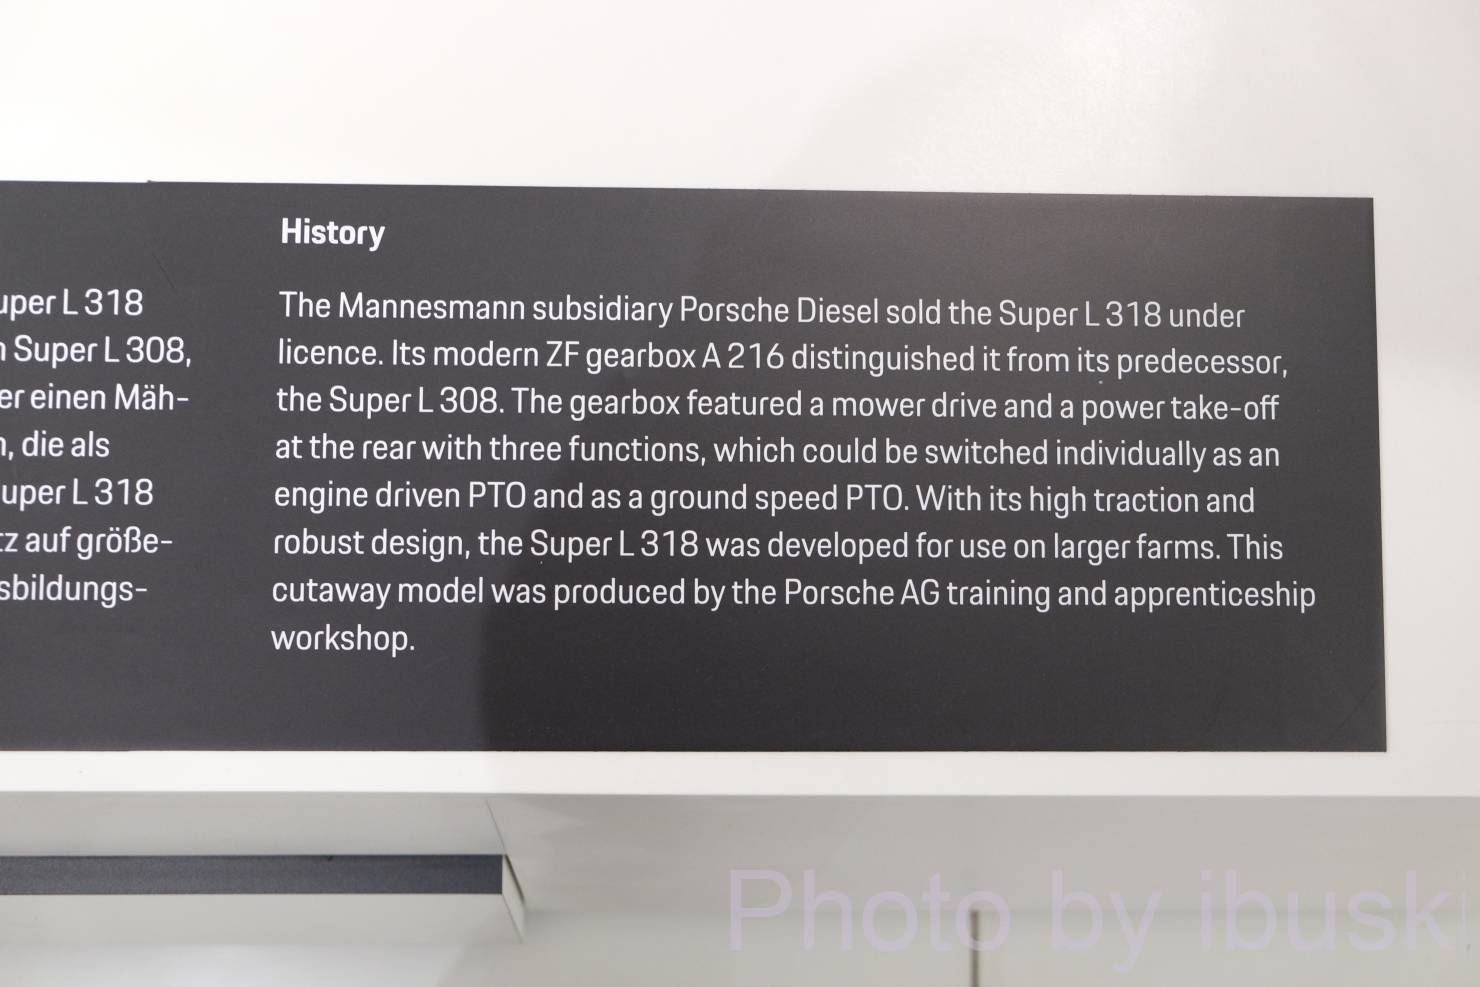 L 318
Super L 308,
einen Mäh-
die als
L 318
auf größe-
History
The Mannesmann subsidiary Porsche Diesel sold the Super L 318 under
licence. Its modern ZF gearbox A 216 distinguished it from its predecessor,
the Super L 308. The gearbox featured a mower drive and a power take-off
at the rear with three functions, which could be switched individually as an
engine driven PTO and as a ground speed PTO. With its high traction and
robust design, the Super L 318 was developed for use on larger farms. This
cutaway model was produced by the Porsche AG training and apprenticeship
workshop.
Photo by ibuski